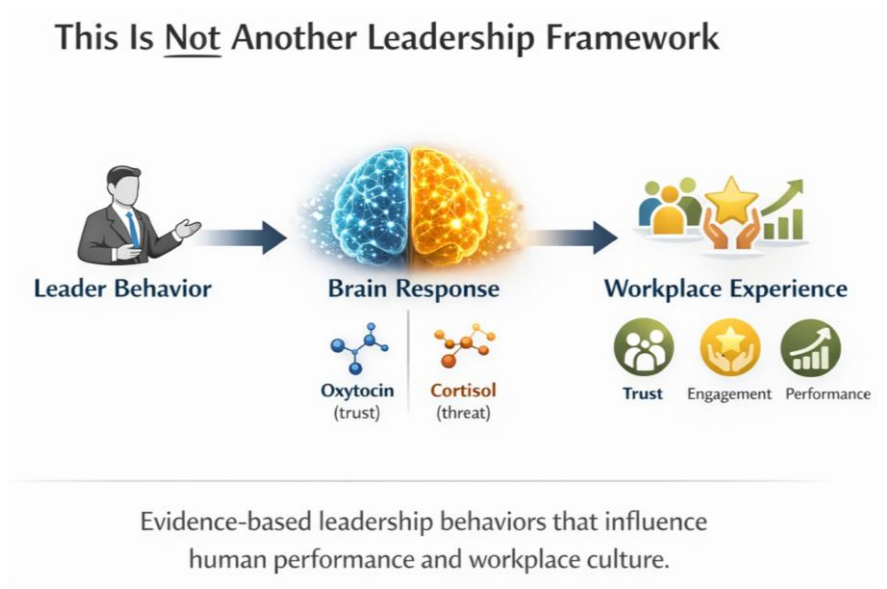 This Is Not Another Leadership Framework
Leader Behavior
Brain Response
Workplace Experience
Oxytocin
(trust)
Cortisol
(threat)
Trust
Engagement
Performance
Evidence-based leadership behaviors that influence
human performance and workplace culture.